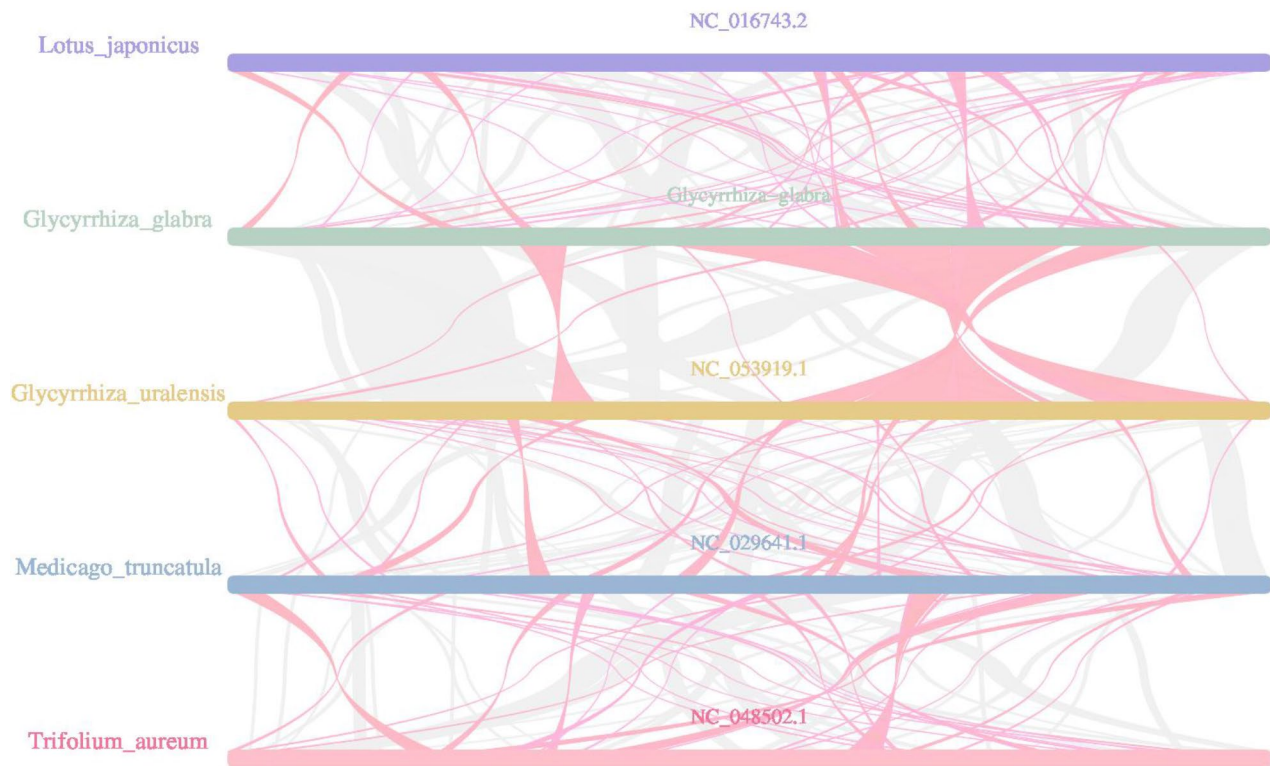 NC_016743.2
Lotus_japonicus
Glycyrrhiza_glabra
Glycyrrhiza_glabra
NC_053919.1
Glycyrrhiza_uralensis
NC_029641.1
Medicago_truncatula
NC_048502.1
Trifolium_aureum